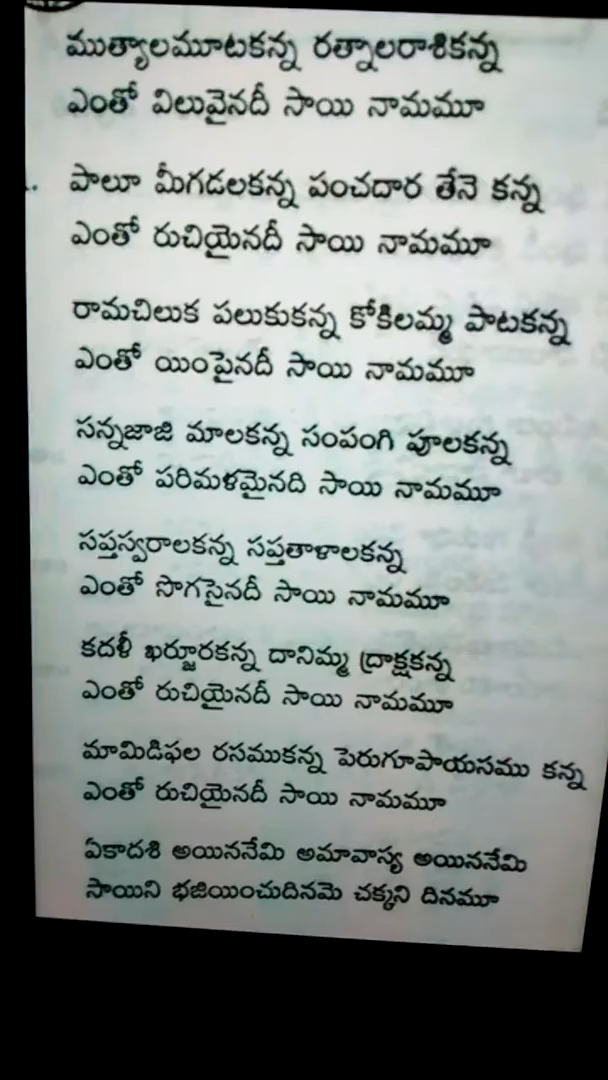 ముత్యాలమూటకన్న రత్నాలరాశికన్న
ఎంతో విలువైనదీ సాయి నామమూ
పాలూ మీగడలకన్న పంచదార తేనె కన్న
ఎంతో రుచియైనదీ సాయి నామమూ
రామచిలుక పలుకుకన్న కోకిలమ్మ పాటకన్న
ఎంతో యింపైనదీ సాయి నామమూ
సన్నజాజి మాలకన్న సంపంగి పూలకన్న
ఎంతో పరిమళమైనది సాయి నామమూ
సప్తస్వరాలకన్న సప్తతాళాలకన్న
ఎంతో సొగసైనదీ సాయి నామమూ
కదళీ ఖర్జూరకన్న దానిమ్మ ద్రాక్షకన్న
ఎంతో రుచియైనదీ సాయి నామమూ
మామిడిఫల రసముకన్న పెరుగూపాయసము కన్న
ఎంతో రుచియైనదీ సాయి నామమూ
ఏకాదశి అయిననేమి అమావాస్య అయిననేమి
సాయిని భజియించుదినమె చక్కని దినమూ